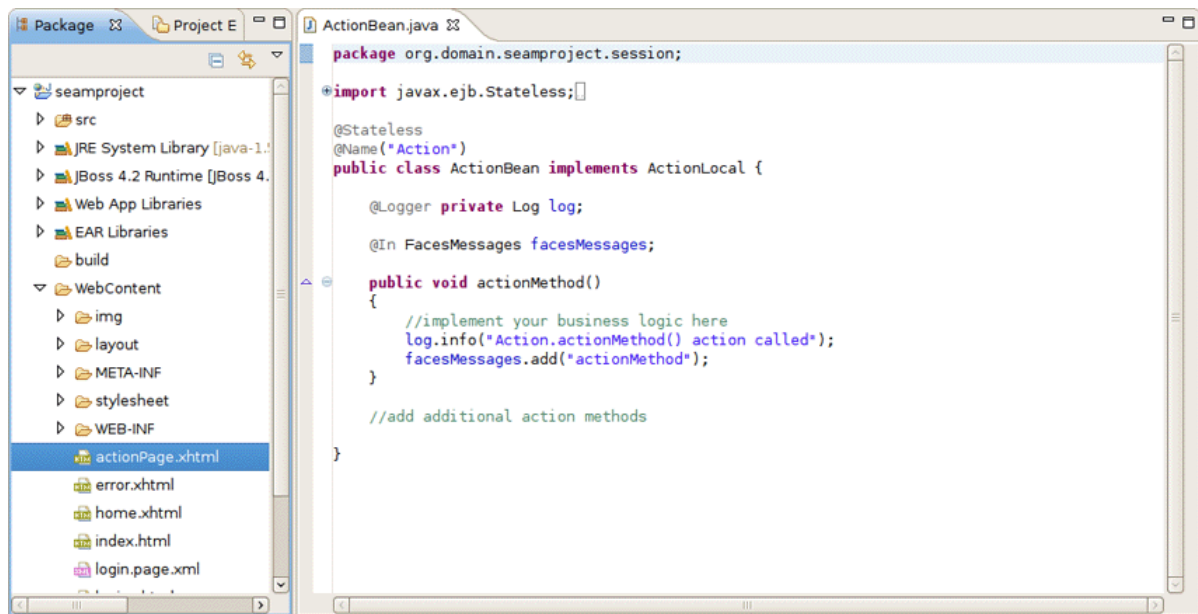 Package
Project E
seamproject
src
JRE System Library [java-1.
JBoss 4.2 Runtime [JBoss 4.
Web App Libraries
EAR Libraries
build
WebContent
img
layout
META-INF
stylesheet
WEB-INF
actionPage.xhtml
error.xhtml
home.xhtml
index.html
login.page.xml
ActionBean.java
package org.domain.seamproject.session;
import javax.ejb.Stateless;
@Stateless
@Name("Action")
public class ActionBean implements ActionLocal {
@Logger private Log log;
@In FacesMessages facesMessages;
public void actionMethod()
{
//implement your business logic here
log.info("Action.actionMethod() action called");
facesMessages.add("actionMethod");
}
//add additional action methods
}